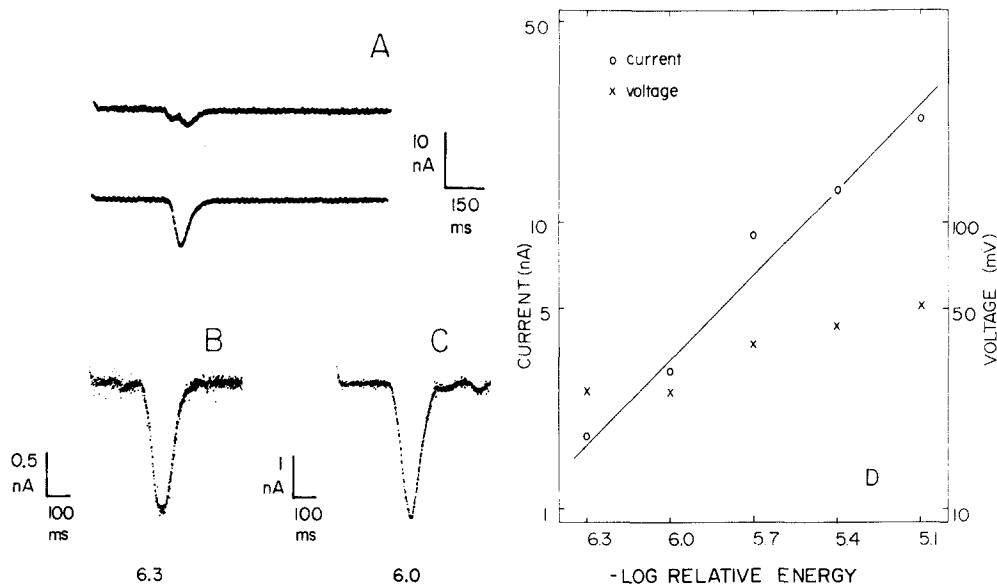 A
10
nA
150
ms
B
0.5
nA
100
ms
6.3
C
1
nA
100
ms
6.0
50
10
5
1
CURRENT(nA)
o current
x voltage
D
100
50
10
VOLTAGE (mV)
6.3 6.0 5.7 5.4 5.1
-LOG RELATIVE ENERGY